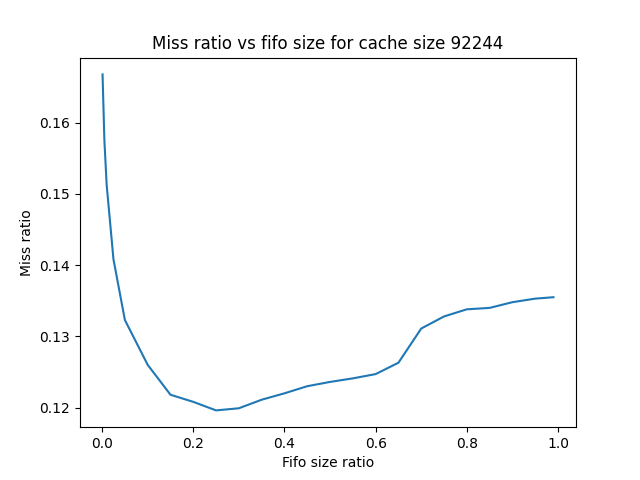 Miss ratio vs fifo size for cache size 92244
Miss ratio
0.16
0.15
0.14
0.13
0.12
0.0 0.2 0.4 0.6 0.8 1.0
Fifo size ratio